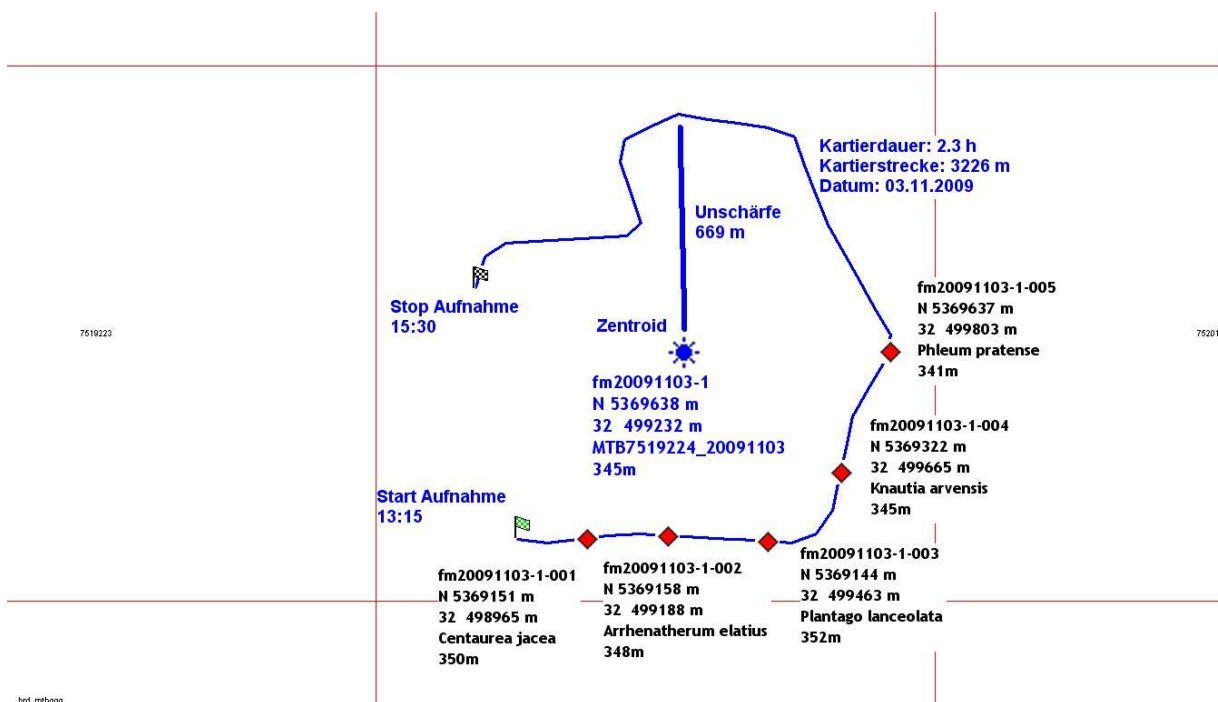 Kartierdauer: 2.3 h
Kartierstrecke: 3226 m
Datum: 03.11.2009
Unschärfe
669 m
Stop Aufnahme
15:30
7519223
Zentroid
fm20091103-1
N 5369638 m
32 499232 m
MTB7519224_20091103
345m
fm20091103-1-005
N 5369637 m
32 499803 m
Phleum pratense
341m
75201
fm20091103-1-004
N 5369322 m
32 499665 m
Knautia arvensis
345m
Start Aufnahme
13:15
fm20091103-1-001
N 5369151 m
32 498965 m
Centaurea jacea
350m
fm20091103-1-002
N 5369158 m
32 499188 m
Arrhenatherum elatius
348m
fm20091103-1-003
N 5369144 m
32 499463 m
Plantago lanceolata
352m